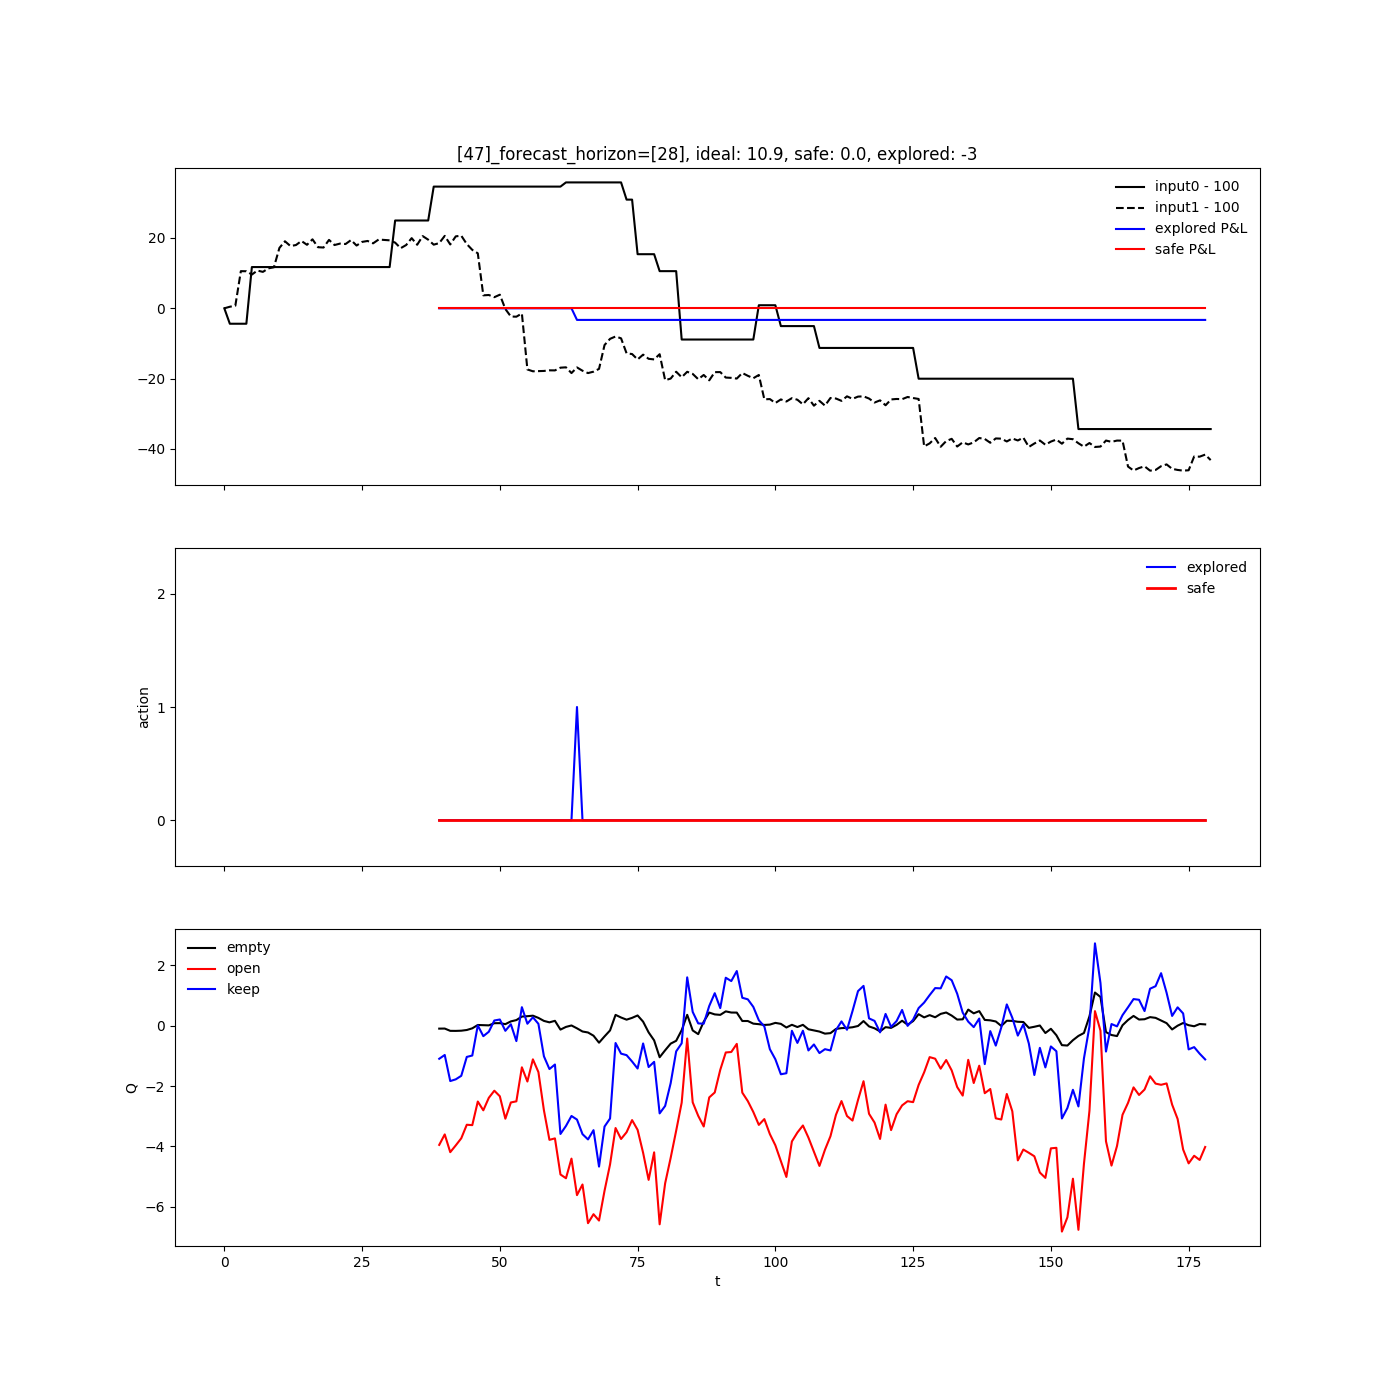 [47]_forecast_horizon=[28], ideal: 10.9, safe: 0.0, explored: -3
input0 - 100
input1 - 100
explored P&L
safe P&L
20
0
−20
−40
explored
safe
2
1
0
action
empty
open
keep
2
0
−2
−4
−6
Q
0 25 50 75 100 125 150 175
t